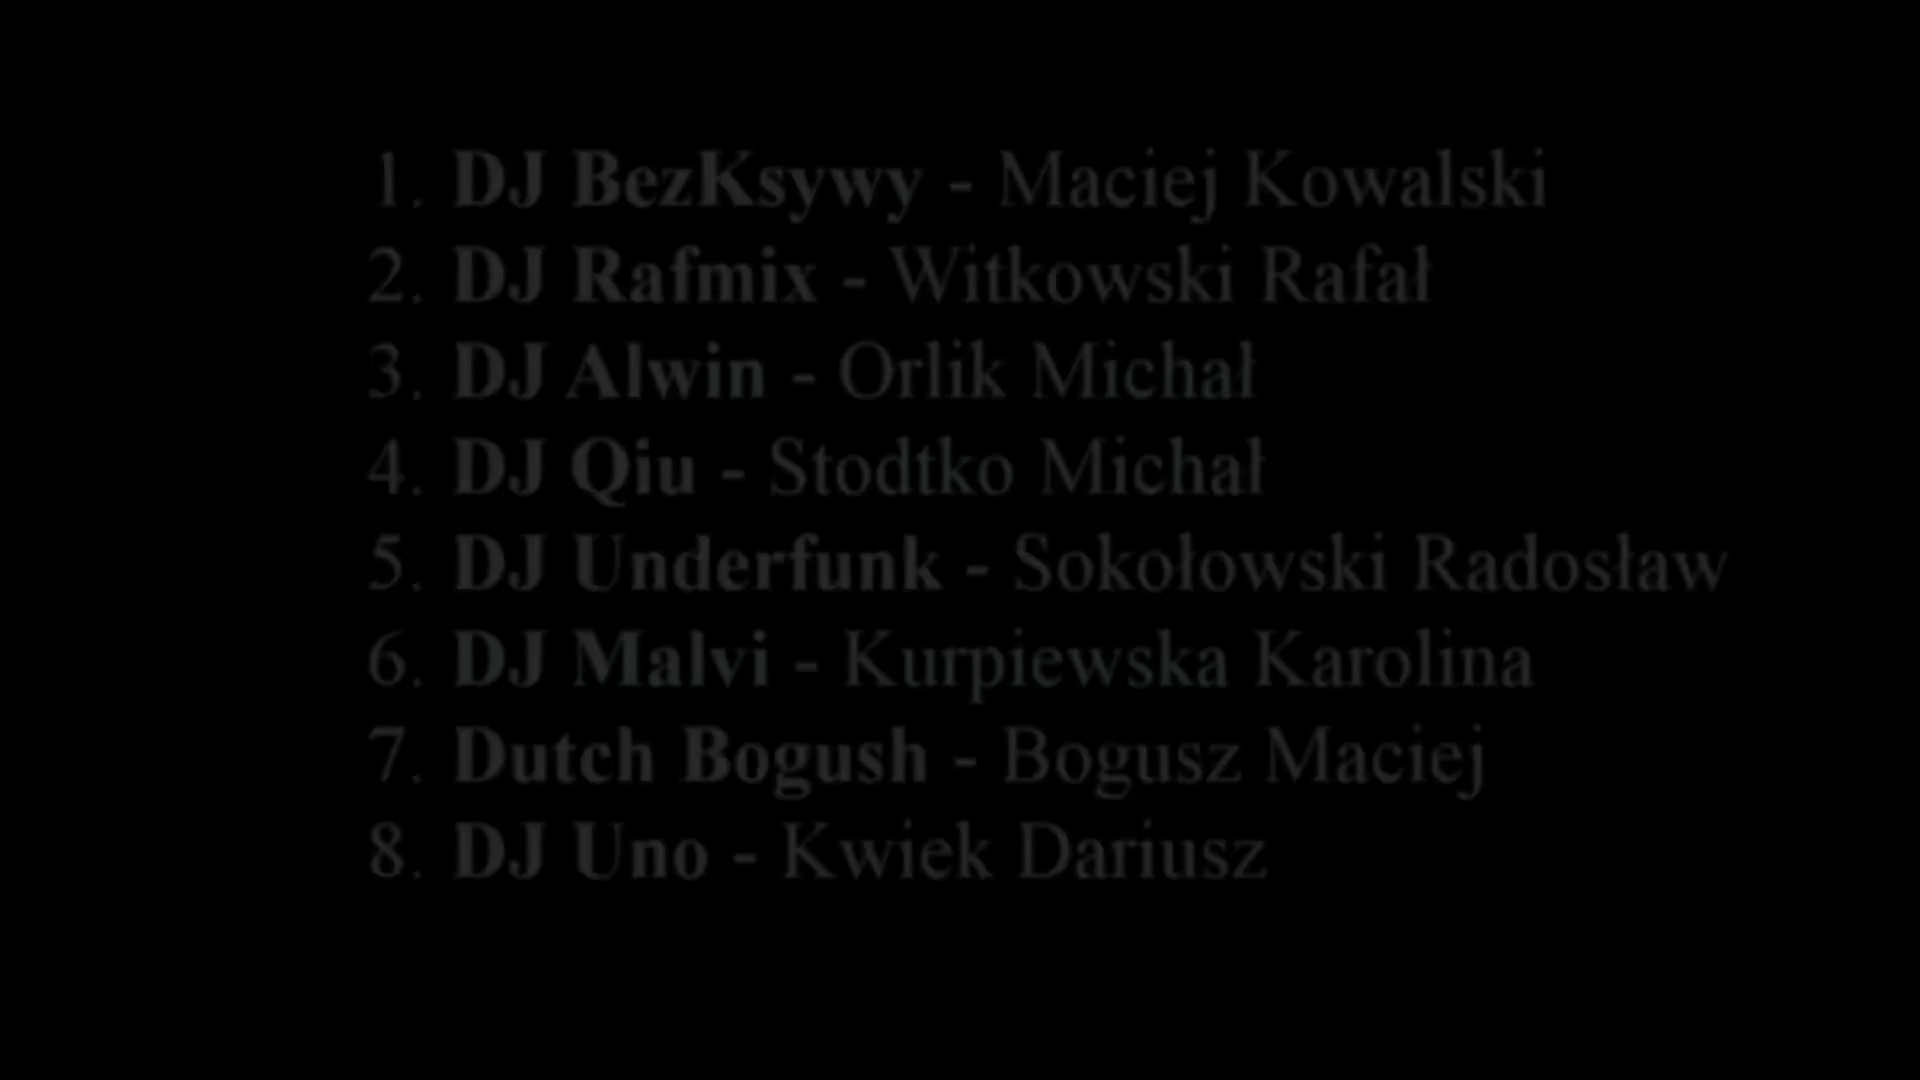 1. DJ BezKsywy - Maciej Kowalski
2. DJ Rafmix - Witkowski Rafał
3. DJ Alwin - Orlik Michał
4. DJ Qiu - Stodtko Michał
5. DJ Underfunk - Sokołowski Radosław
6. DJ Malvi - Kurpiewska Karolina
7. Dutch Bogush - Bogusz Maciej
8. DJ Uno - Kwiek Dariusz